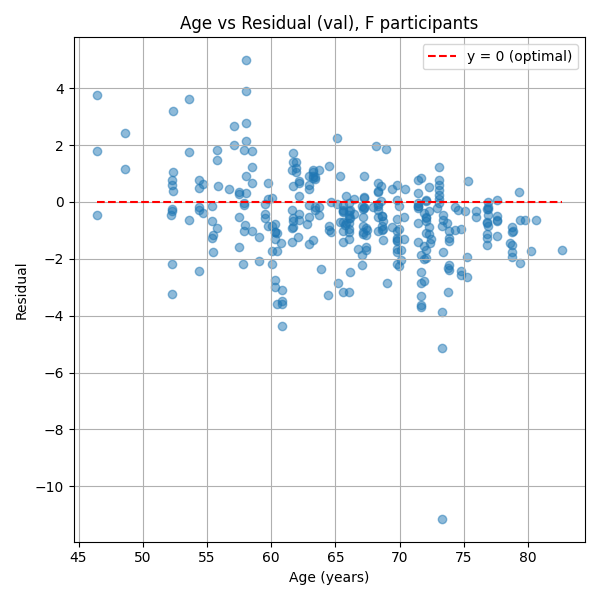 Age vs Residual (val), F participants
y = 0 (optimal)
4
2
0
−2
−4
−6
−8
−10
Residual
45 50 55 60 65 70 75 80
Age (years)